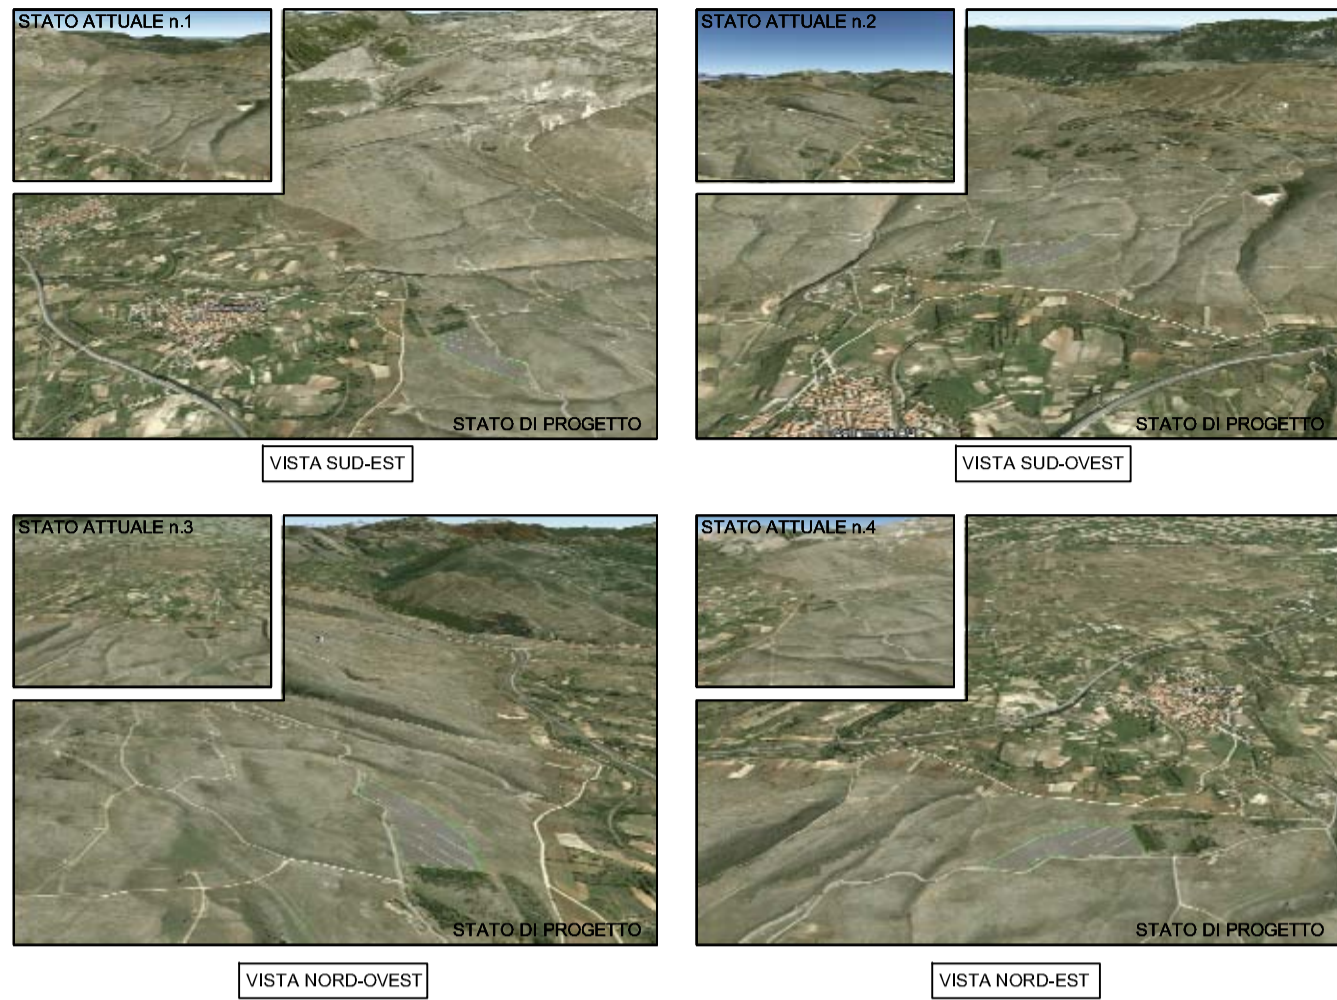 STATO ATTUALE n.1
STATO DI PROGETTO
VISTA SUD-EST
STATO ATTUALE n.2
STATO DI PROGETTO
VISTA SUD-OVEST
STATO ATTUALE n.3
STATO DI PROGETTO
VISTA NORD-OVEST
STATO ATTUALE n.4
STATO DI PROGETTO
VISTA NORD-EST